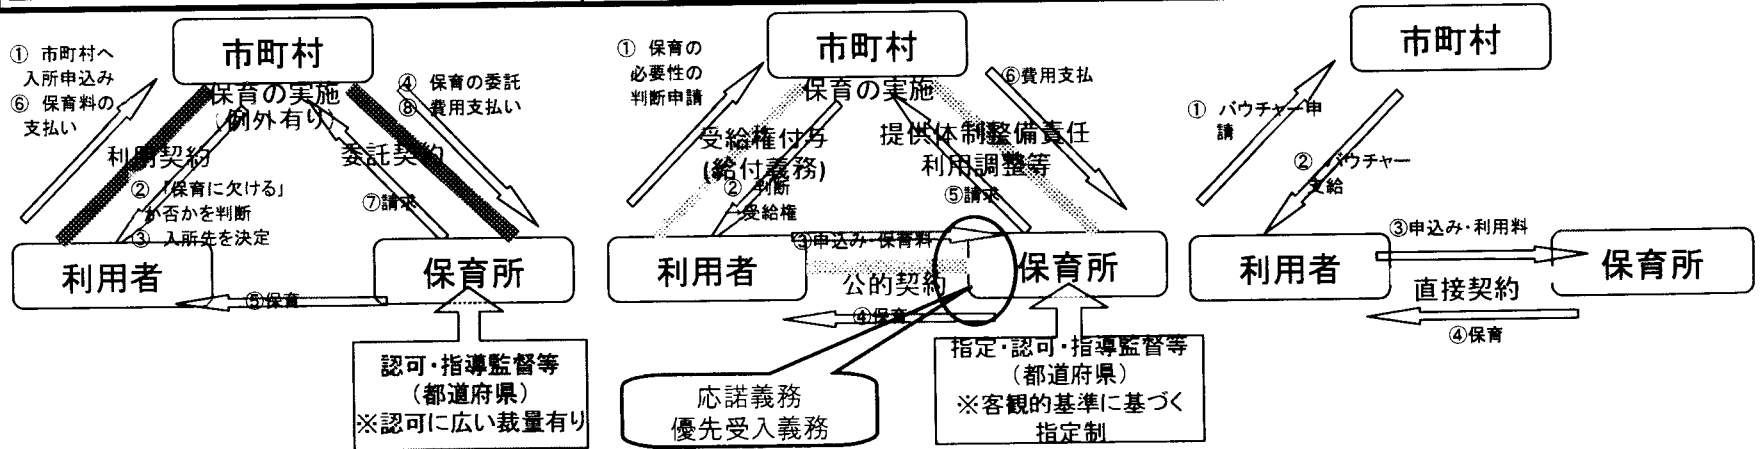 市町村
① 市町村へ
入所申込み
⑥ 保育料の
支払い
④ 保育の委託
⑧ 費用支払い
保育の実施
(例外有り)
利用契約
委託契約
② 「保育に欠ける」
か否かを判断
③ 入所先を決定
⑦請求
利用者
保育所
⑤保育
認可・指導監督等
(都道府県)
※認可に広い裁量有り
市町村
① 保育の
必要性の
判断申請
⑥費用支払
保育の実施
受給権付与
(給付義務)
提供体制整備責任
利用調整等
② 判断
→受給権
⑤請求
③申込み・保育料
利用者
保育所
公的契約
④保育
応諾義務
優先受入義務
指定・認可・指導監督等
(都道府県)
※客観的基準に基づく
指定制
市町村
① バウチャー申
請
② バウチャー
支給
③申込み・利用料
利用者
保育所
直接契約
④保育